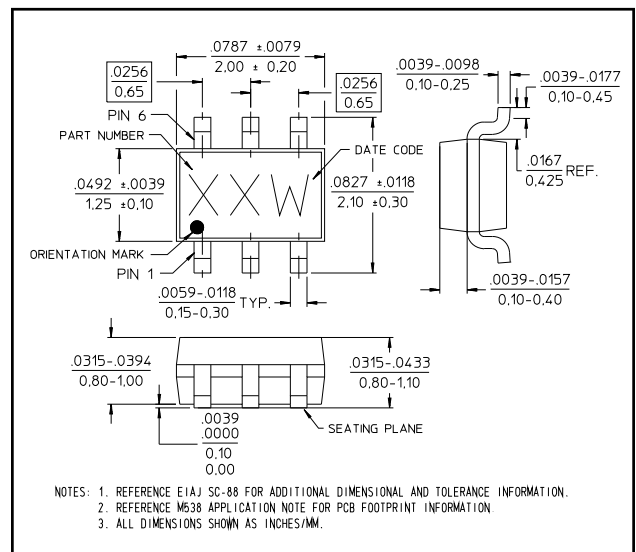 .0787 ±.0079
2,00 ± 0,20
.0256
0.65
.0256
0.65
.0039-.0098
0,10-0,25
.0039-.0177
0,10-0,45
PIN 6
PART NUMBER
DATE CODE
.0167
0,425 REF.
.0492 ±.0039
1,25 ±0,10
XXW
.0827 ±.0118
2,10 ±0,30
ORIENTATION MARK
PIN 1
.0059-.0118
0,15-0,30 TYP.
.0039-.0157
0,10-0,40
.0315-.0394
0,80-1,00
.0315-.0433
0,80-1,10
.0039
.0000
0,10
0,00
SEATING PLANE
NOTES: 1. REFERENCE EIAJ SC-88 FOR ADDITIONAL DIMENSIONAL AND TOLERANCE INFORMATION.
2. REFERENCE M538 APPLICATION NOTE FOR PCB FOOTPRINT INFORMATION
3. ALL DIMENSIONS SHOWN AS INCHES/MM.